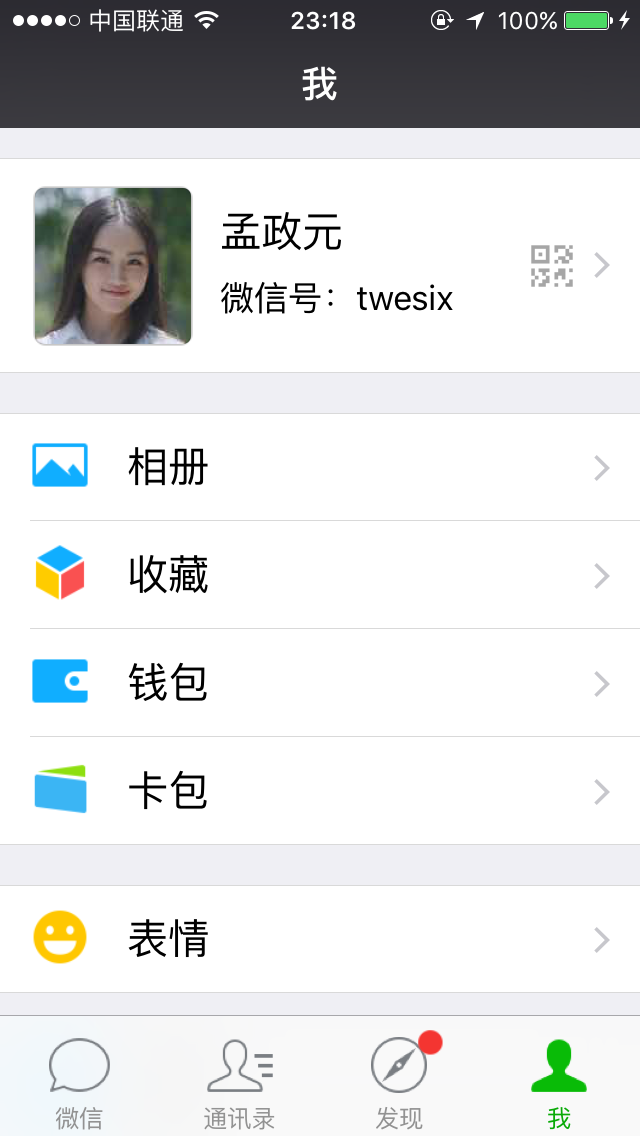 中国联通 23:18 100%
我
孟政元
微信号：twesix
相册
收藏
钱包
卡包
表情
微信 通讯录 发现 我